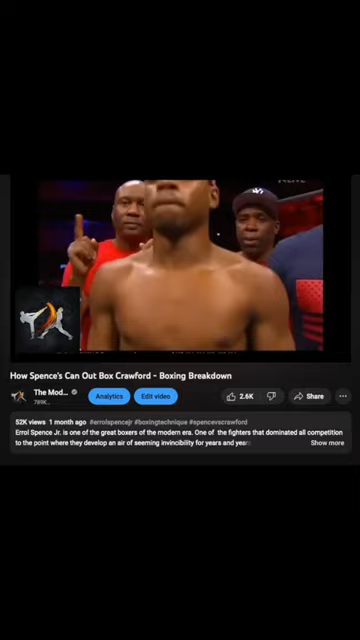 How Spence's Can Out Box Crawford - Boxing Breakdown
The Mod...
Analytics
Edit video
2.6K
Share
52K views 1 month ago #errolspencejr #boxingtechnique #spencevscrawford
Errol Spence Jr. is one of the great boxers of the modern era. One of the fighters that dominated all competition
to the point where they develop an air of seeming invincibility for years and years
Show more